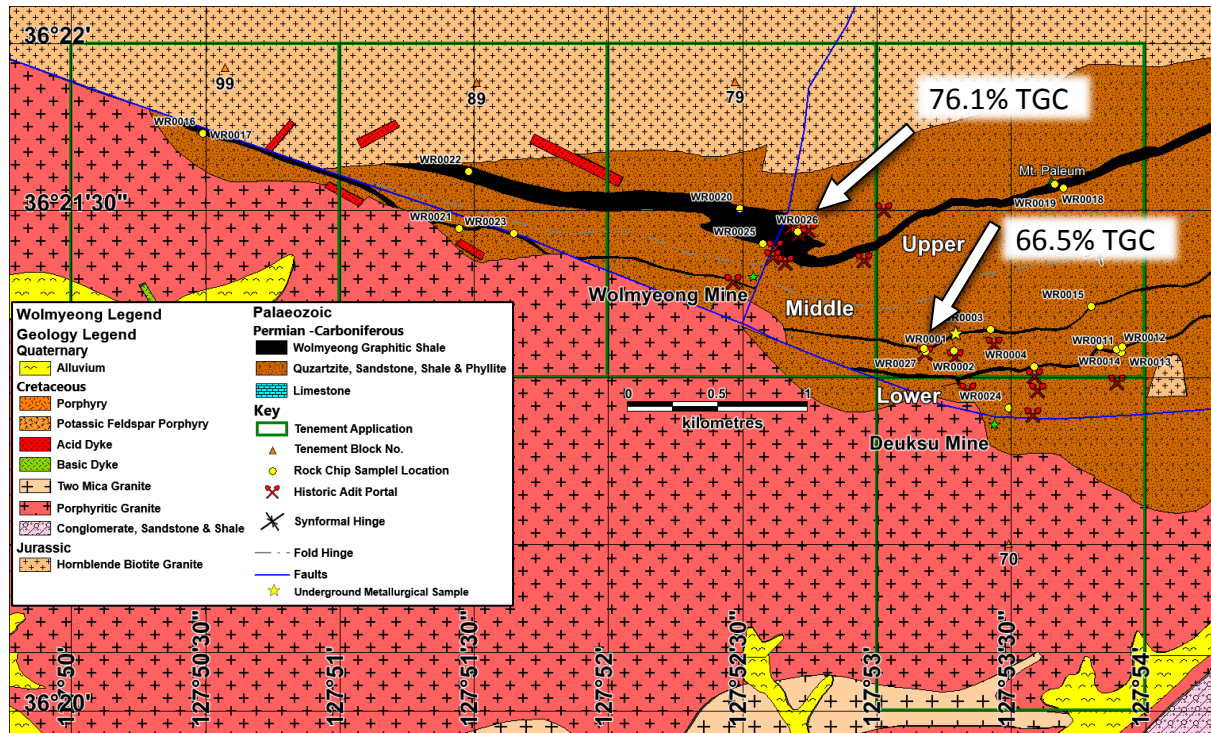 36°22'
99
89
79
76.1% TGC
WR0016
WR0017
WR0022
Mt. Paleum
36°21'30"
WR0020
WR0019
WR0018
WR0021
WR0023
WR0026
WR0025
Upper
66.5% TGC
Wolmyeong Mine
Middle
WR0015
WR0003
WR0001
WR0011
WR0012
WR0027
WR0002
WR0004
WR0014
WR0013
Lower
WR0024
0 0.5 1
kilometres
Deuksu Mine
70
Wolmyeong Legend
Geology Legend
Quaternary
Alluvium
Cretaceous
Porphyry
Potassic Feldspar Porphyry
Acid Dyke
Basic Dyke
Two Mica Granite
Porphyritic Granite
Conglomerate, Sandstone & Shale
Jurassic
Hornblende Biotite Granite
Palaeozoic
Permian -Carboniferous
Wolmyeong Graphitic Shale
Quzartzite, Sandstone, Shale & Phyllite
Limestone
Key
Tenement Application
Tenement Block No.
Rock Chip Samplel Location
Historic Adit Portal
Synformal Hinge
Fold Hinge
Faults
Underground Metallurgical Sample
36°20'
127°50'
127°50'30"
127°51'
127°51'30"
127°52'
127°52'30"
127°53'
127°53'30"
127°54'